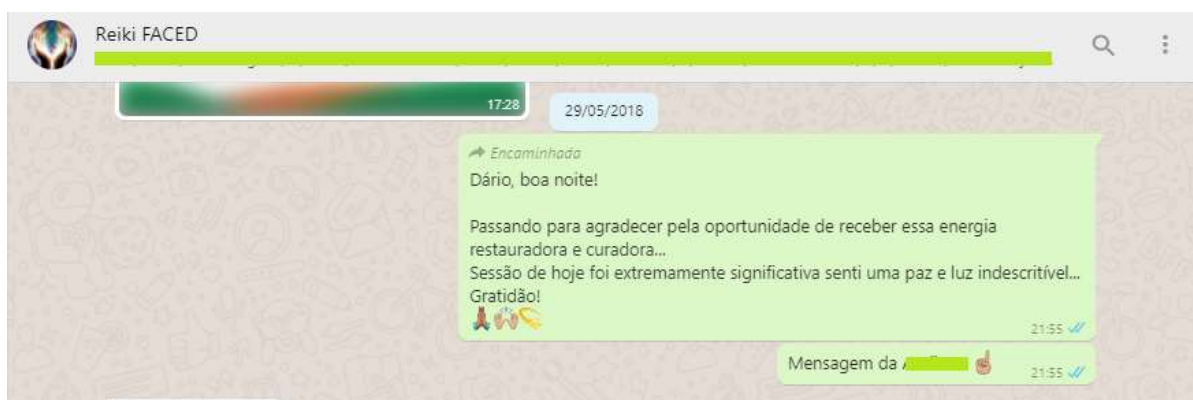 Reiki FACED
17:28
29/05/2018
Encaminhada
Dário, boa noite!
Passando para agradecer pela oportunidade de receber essa energia
restauradora e curadora...
Sessão de hoje foi extremamente significativa senti uma paz e luz indescritível...
Gratidão!
🙏🏾🙌🏼💫
21:55
Mensagem da ☝🏼
21:55